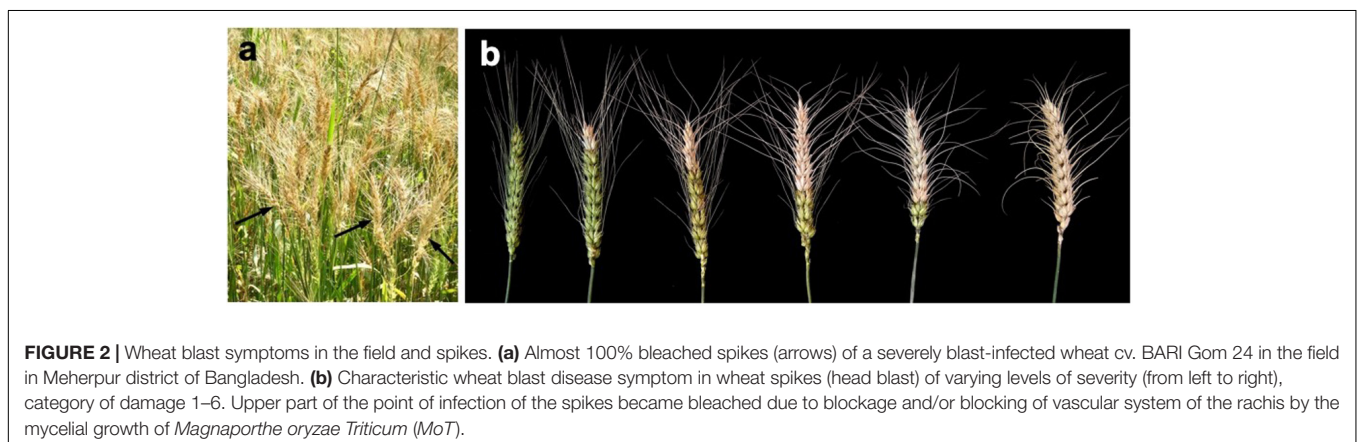 a
b
FIGURE 2 | Wheat blast symptoms in the field and spikes. (a) Almost 100% bleached spikes (arrows) of a severely blast-infected wheat cv. BARI Gom 24 in the field
in Meherpur district of Bangladesh. (b) Characteristic wheat blast disease symptom in wheat spikes (head blast) of varying levels of severity (from left to right),
category of damage 1–6. Upper part of the point of infection of the spikes became bleached due to blockage and/or blocking of vascular system of the rachis by the
mycelial growth of Magnaporthe oryzae Triticum (MoT).